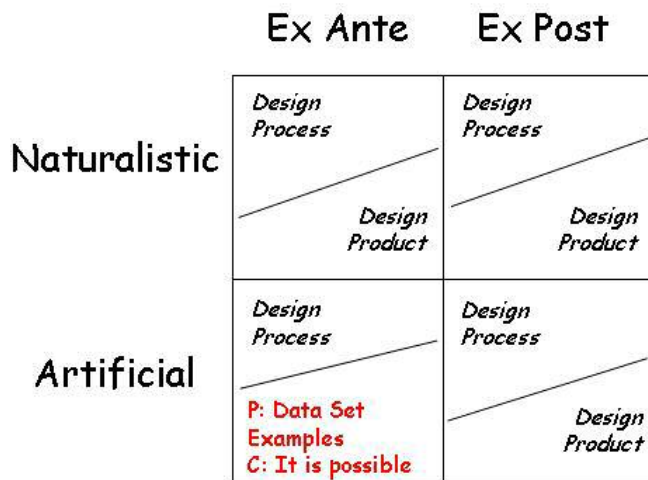 Ex Ante Ex Post
Naturalistic
Design
Process
Design
Product
Design
Process
Design
Product
Artificial
Design
Process
P: Data Set
Examples
C: It is possible
Design
Process
Design
Product